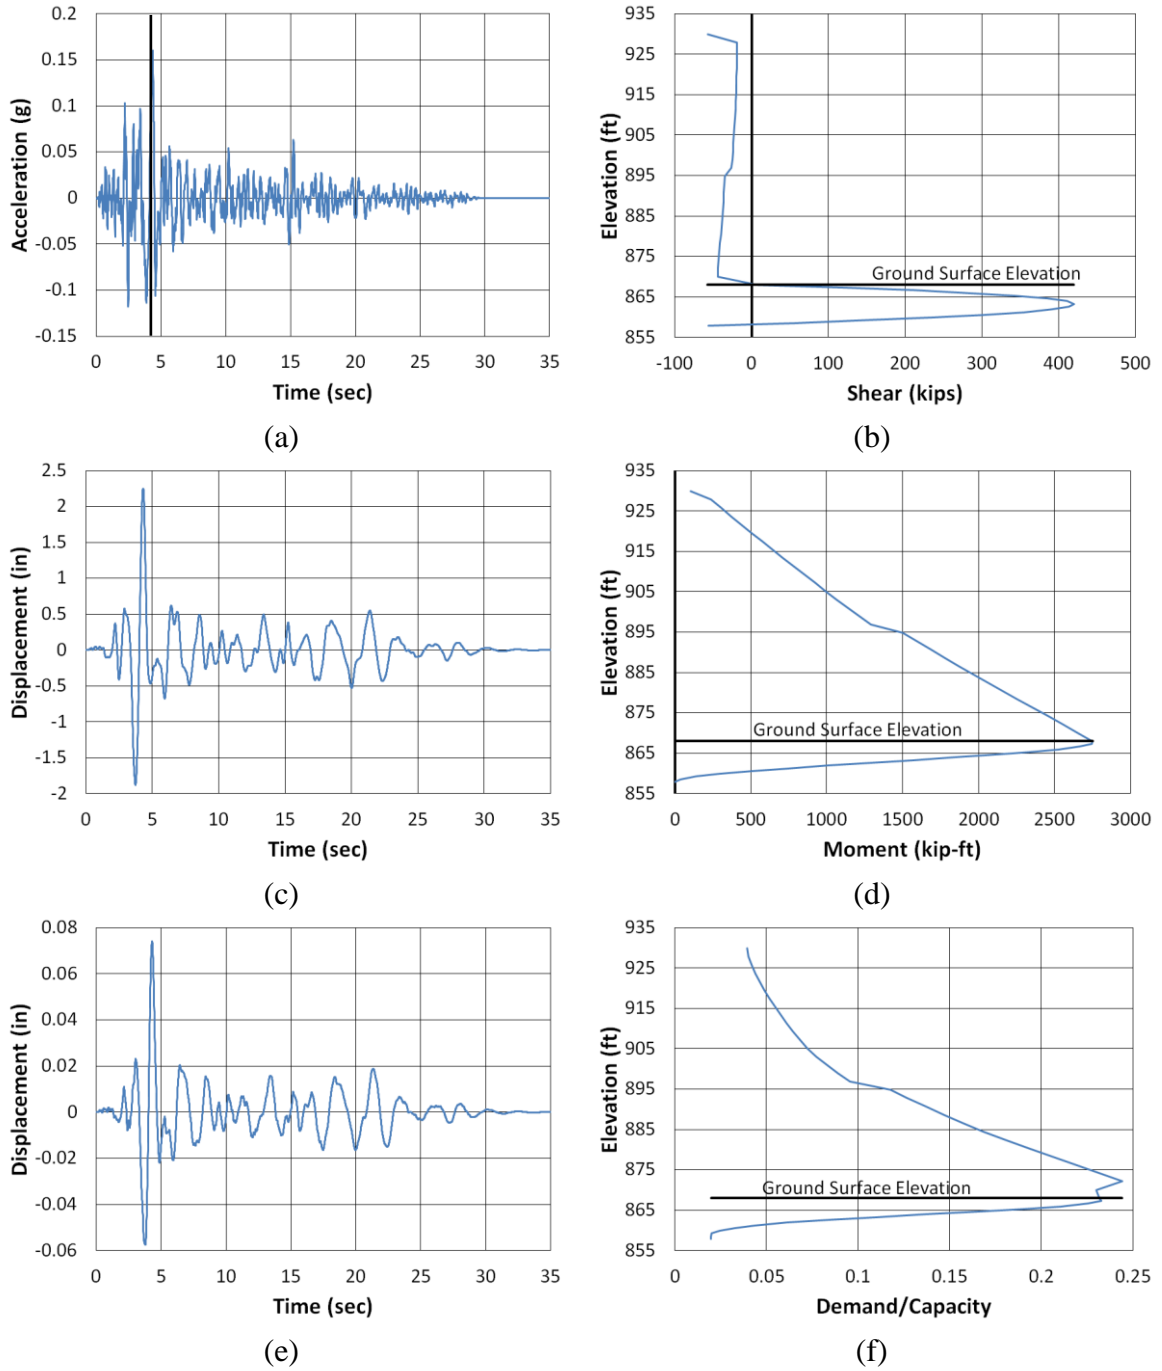 0.2
0.15
0.1
0.05
0
-0.05
-0.1
-0.15
Acceleration (g)
0 5 10 15 20 25 30 35
Time (sec)
(a)
935
925
915
905
895
885
875
865
855
Elevation (ft)
Ground Surface Elevation
-100 0 100 200 300 400 500
Shear (kips)
(b)
2.5
2
1.5
1
0.5
0
-0.5
-1
-1.5
-2
Displacement (in)
0 5 10 15 20 25 30 35
Time (sec)
(c)
935
925
915
905
895
885
875
865
855
Elevation (ft)
Ground Surface Elevation
0 500 1000 1500 2000 2500 3000
Moment (kip-ft)
(d)
0.08
0.06
0.04
0.02
0
-0.02
-0.04
-0.06
Displacement (in)
0 5 10 15 20 25 30 35
Time (sec)
(e)
935
925
915
905
895
885
875
865
855
Elevation (ft)
Ground Surface Elevation
0 0.05 0.1 0.15 0.2 0.25
Demand/Capacity
(f)